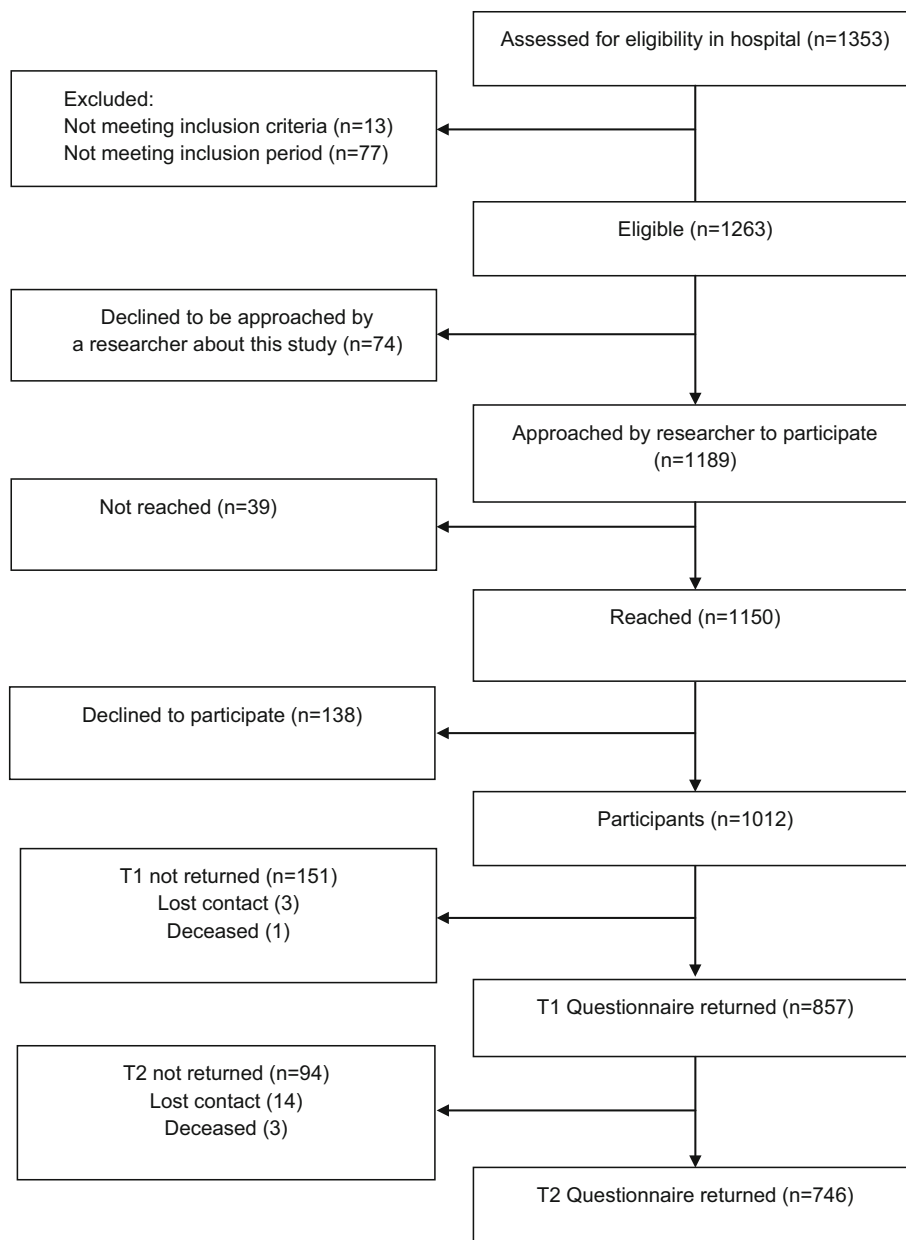 Assessed for eligibility in hospital (n=1353)
Excluded:
Not meeting inclusion criteria (n=13)
Not meeting inclusion period (n=77)
Eligible (n=1263)
Declined to be approached by
a researcher about this study (n=74)
Approached by researcher to participate
(n=1189)
Not reached (n=39)
Reached (n=1150)
Declined to participate (n=138)
Participants (n=1012)
T1 not returned (n=151)
Lost contact (3)
Deceased (1)
T1 Questionnaire returned (n=857)
T2 not returned (n=94)
Lost contact (14)
Deceased (3)
T2 Questionnaire returned (n=746)